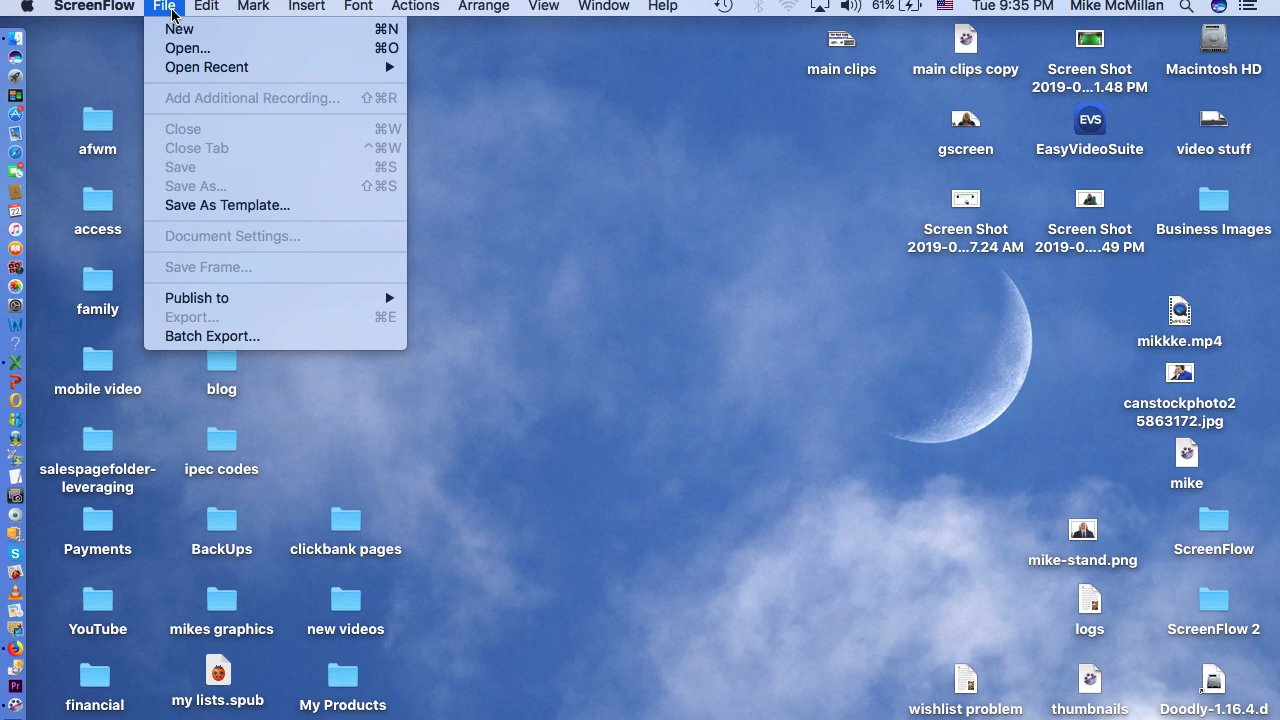 ScreenFlow File Edit Mark Insert Font Actions Arrange View Window Help 61% Tue 9:35 PM Mike McMillan
New ⌘N
Open... ⌘O
Open Recent
Add Additional Recording... ⇧⌘R
Close ⌘W
Close Tab ^⌘W
Save ⌘S
Save As... ⇧⌘S
Save As Template...
Document Settings...
Save Frame...
Publish to
Export... ⌘E
Batch Export...
main clips
main clips copy
Screen Shot
2019-0...1.48 PM
Macintosh HD
afwm
gscreen
EVS
EasyVideoSuite
video stuff
access
Screen Shot
2019-0...7.24 AM
Screen Shot
2019-0....49 PM
Business Images
family
mikkke.mp4
mobile video
blog
canstockphoto2
5863172.jpg
salespagefolder-
leveraging
ipec codes
mike
Payments
BackUps
clickbank pages
mike-stand.png
ScreenFlow
YouTube
mikes graphics
new videos
logs
ScreenFlow 2
financial
my lists.spub
My Products
wishlist problem
thumbnails
Doodly-1.16.4.d